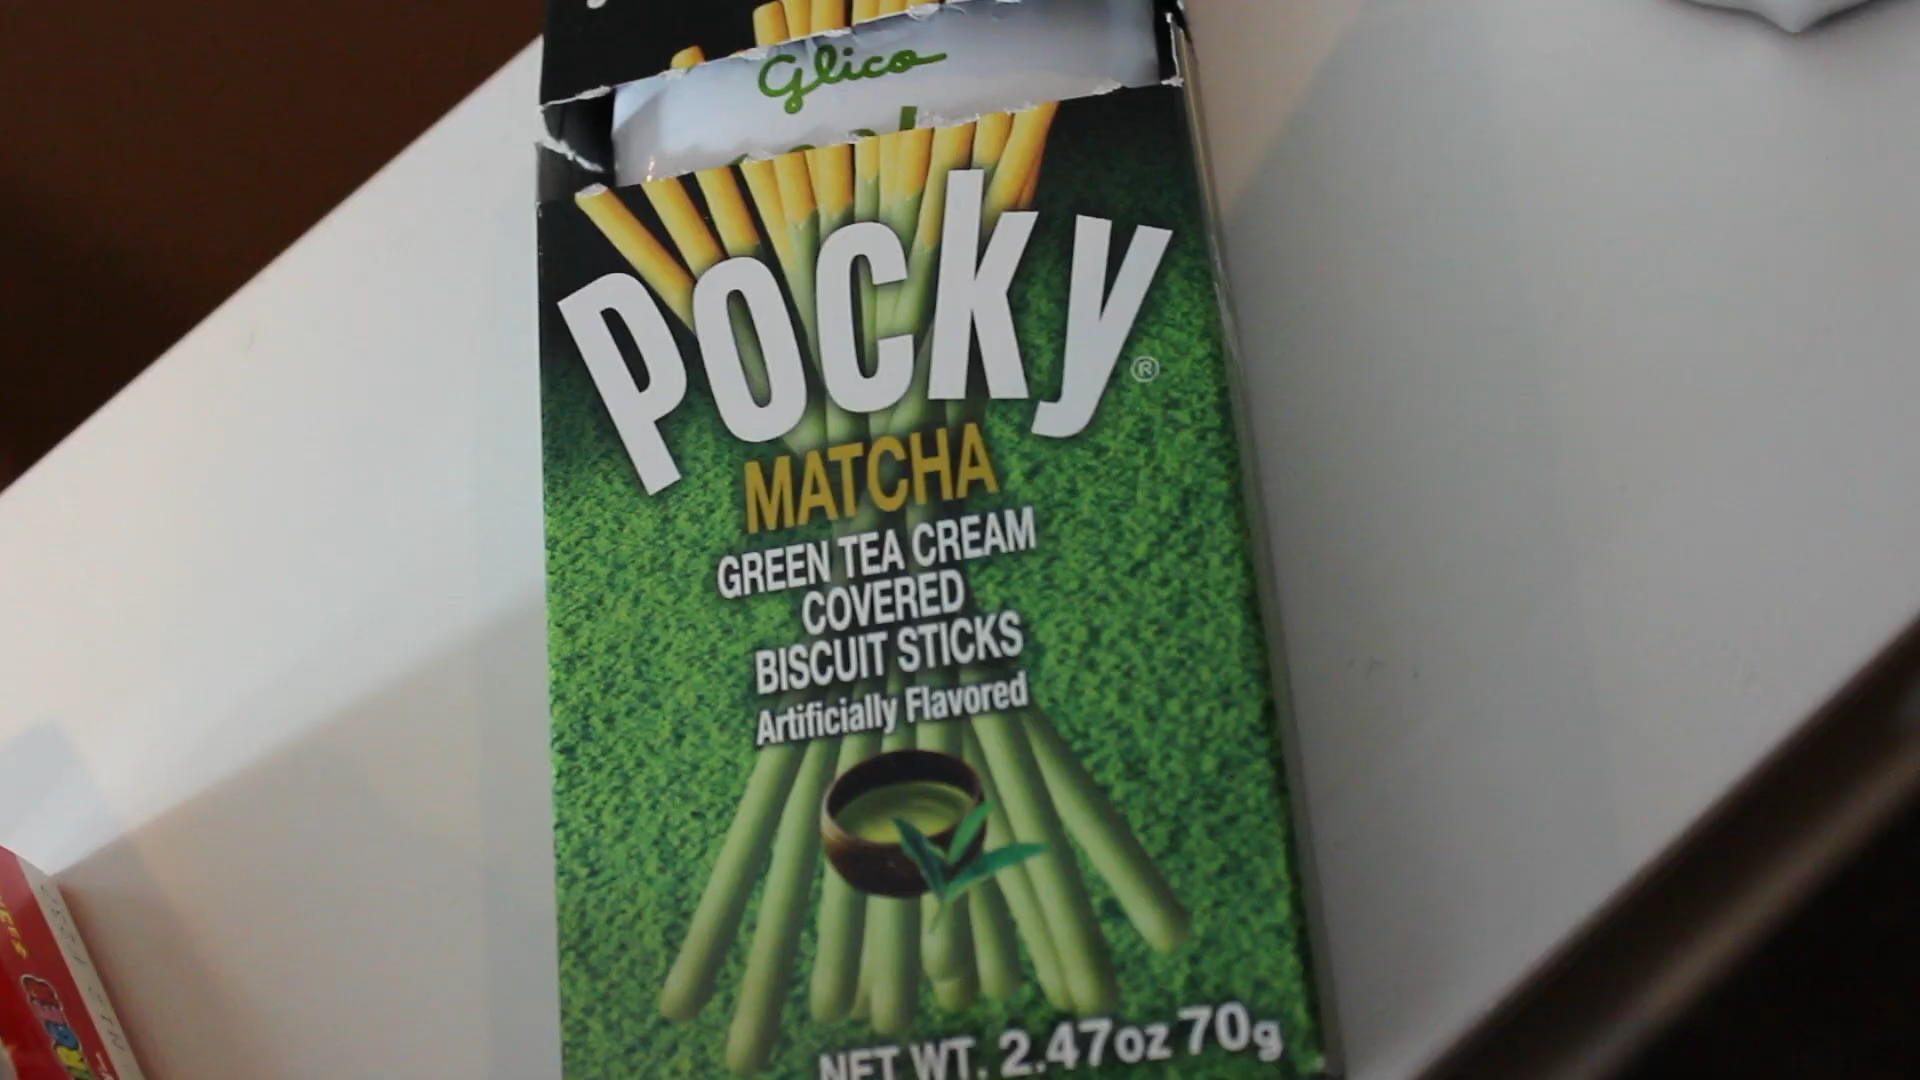 Glico
Pocky®
MATCHA
GREEN TEA CREAM
COVERED
BISCUIT STICKS
Artificially Flavored
NET WT. 2.47oz 70g